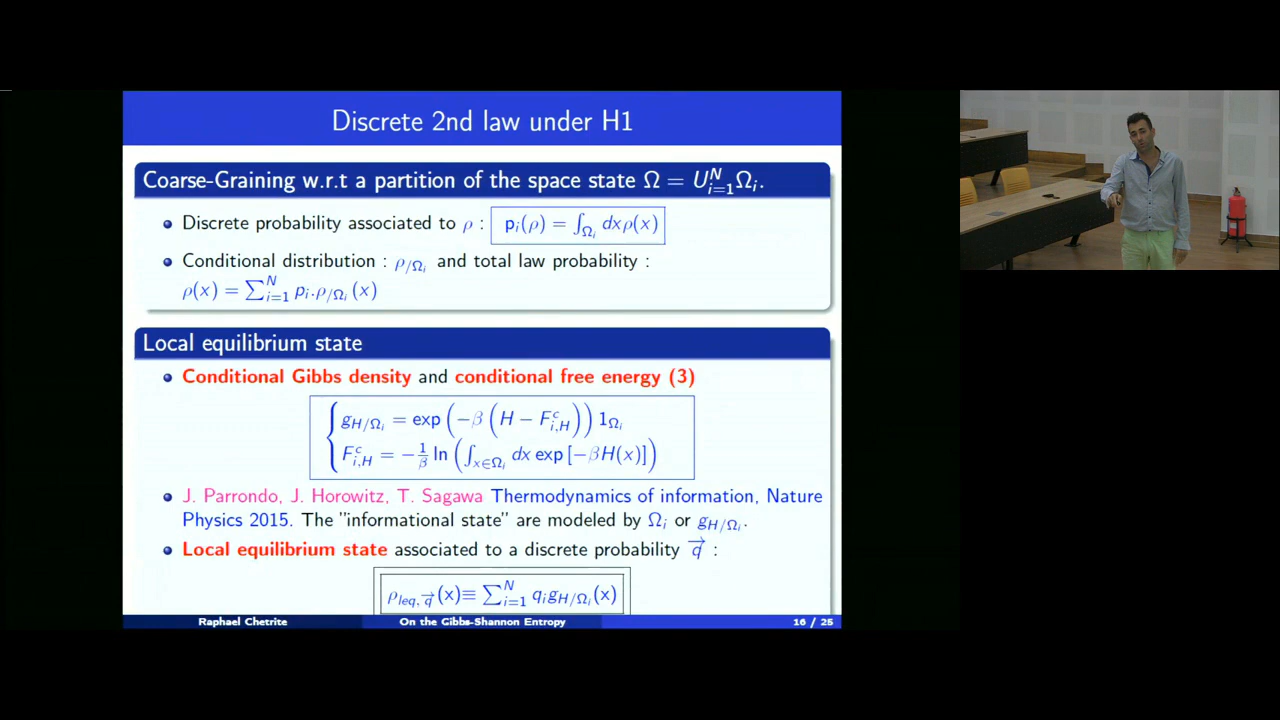 Discrete 2nd law under H1
Coarse-Graining w.r.t a partition of the space state Ω = U_{i=1}^N Ω_i.
Discrete probability associated to ρ : p_i(ρ) = ∫_{Ω_i} dxρ(x)
Conditional distribution : ρ_{/Ω_i} and total law probability :
ρ(x) = ∑_{i=1}^N p_i.ρ_{/Ω_i}(x)
Local equilibrium state
Conditional Gibbs density and conditional free energy (3)
g_{H/Ω_i} = exp(−β(H − F^c_{i,H})) 1_{Ω_i}
F^c_{i,H} = −1/β ln(∫_{x∈Ω_i} dx exp[−βH(x)])
J. Parrondo, J. Horowitz, T. Sagawa Thermodynamics of information, Nature
Physics 2015. The "informational state" are modeled by Ω_i or g_{H/Ω_i}.
Local equilibrium state associated to a discrete probability q⃗ :
ρ_{leq,q⃗}(x)≡ ∑_{i=1}^N q_i g_{H/Ω_i}(x)
Raphael Chetrite On the Gibbs-Shannon Entropy 16 / 25